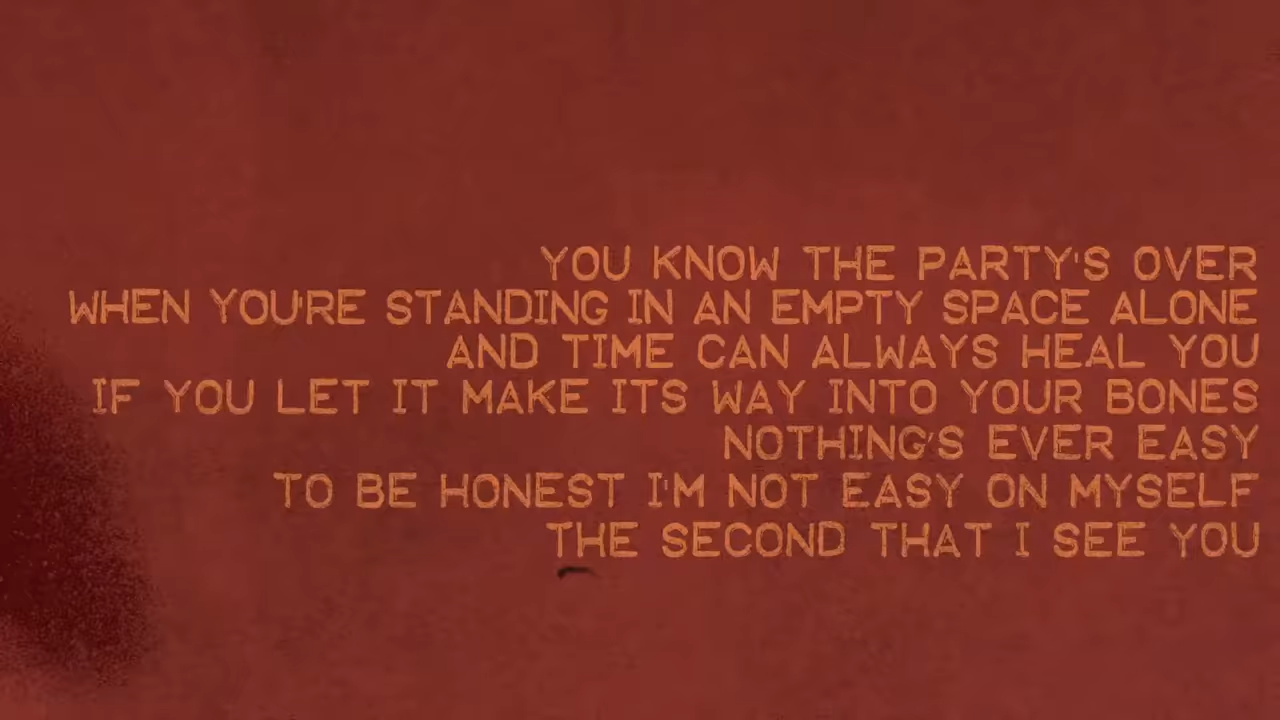 YOU KNOW THE PARTY'S OVER
WHEN YOU'RE STANDING IN AN EMPTY SPACE ALONE
AND TIME CAN ALWAYS HEAL YOU
IF YOU LET IT MAKE ITS WAY INTO YOUR BONES
NOTHING'S EVER EASY
TO BE HONEST I'M NOT EASY ON MYSELF
THE SECOND THAT I SEE YOU